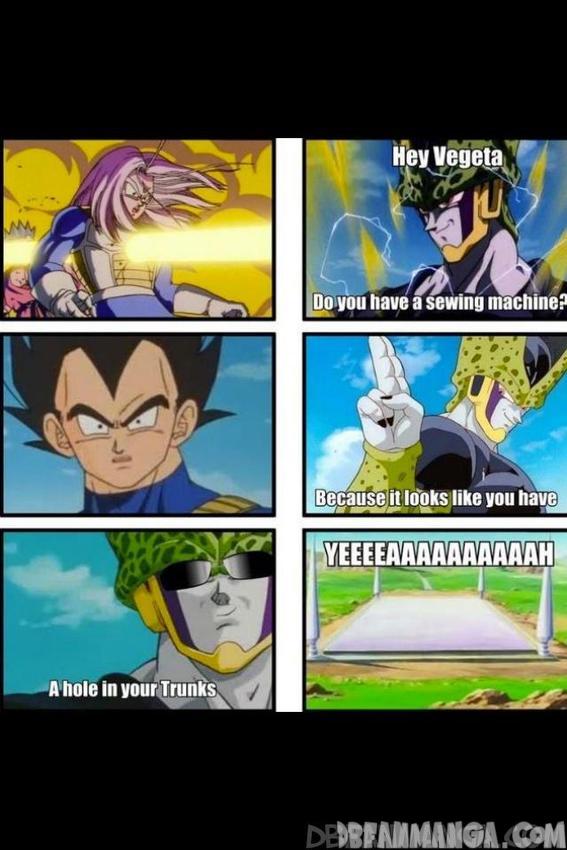 Hey Vegeta
Do you have a sewing machine?
Because it looks like you have
A hole in your Trunks
YEEEEAAAAAAAAAAAH
DBFANMANGA.COM